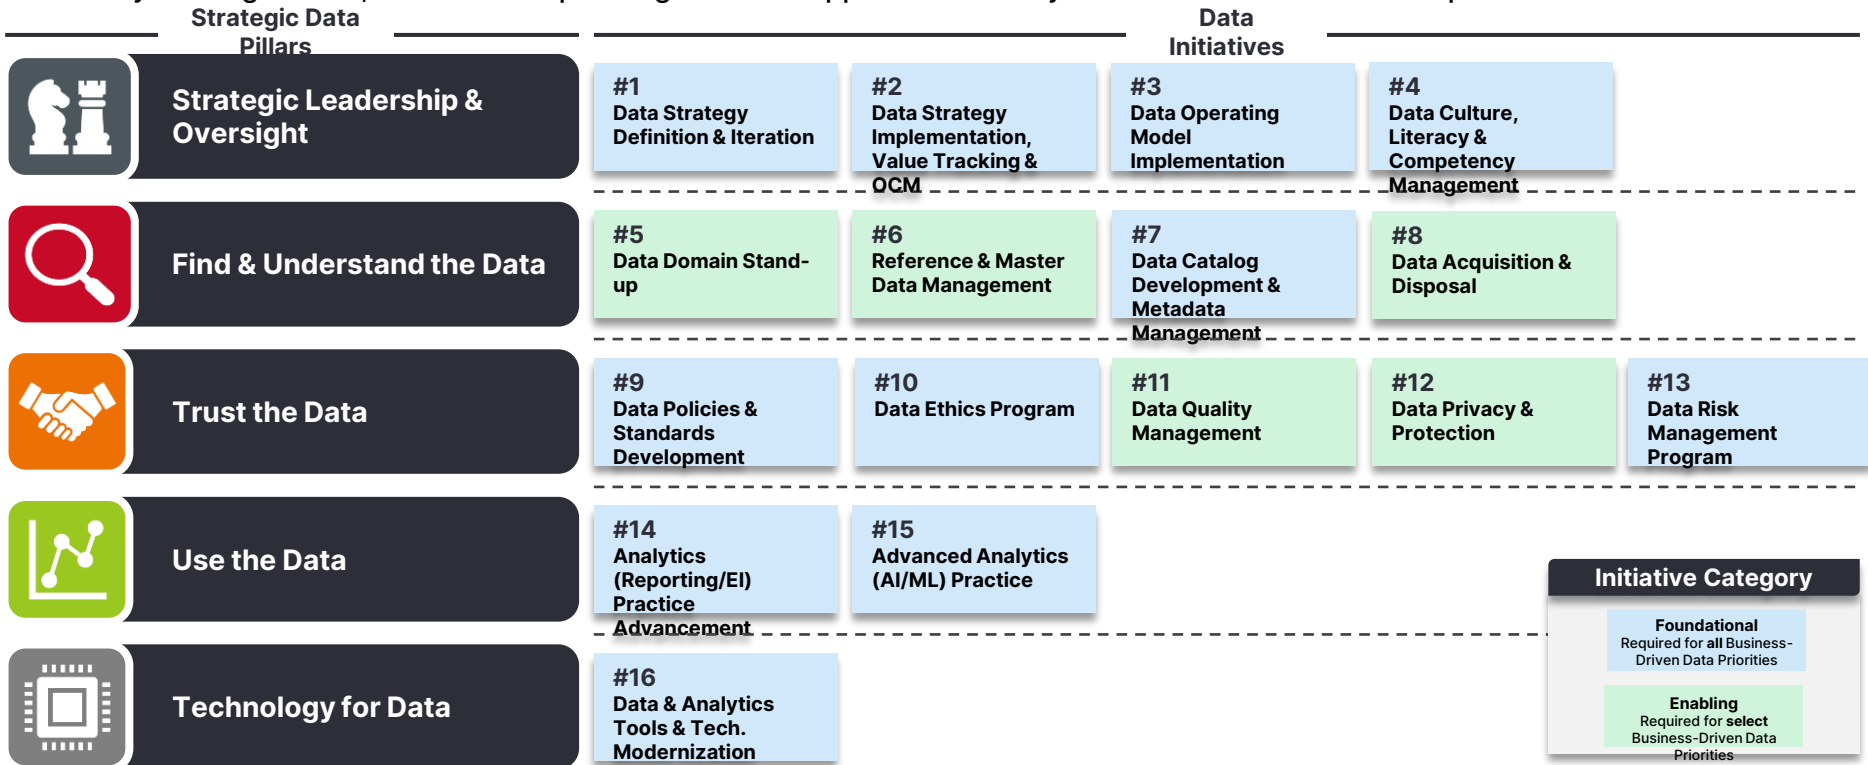 Strategic Data
Pillars
Data
Initiatives
Strategic Leadership &
Oversight
#1
Data Strategy
Definition & Iteration
#2
Data Strategy
Implementation,
Value Tracking &
OCM
#3
Data Operating
Model
Implementation
#4
Data Culture,
Literacy &
Competency
Management
Find & Understand the Data
#5
Data Domain Stand-
up
#6
Reference & Master
Data Management
#7
Data Catalog
Development &
Metadata
Management
#8
Data Acquisition &
Disposal
Trust the Data
#9
Data Policies &
Standards
Development
#10
Data Ethics Program
#11
Data Quality
Management
#12
Data Privacy &
Protection
#13
Data Risk
Management
Program
Use the Data
#14
Analytics
(Reporting/EI)
Practice
Advancement
#15
Advanced Analytics
(AI/ML) Practice
Technology for Data
#16
Data & Analytics
Tools & Tech.
Modernization
Initiative Category
Foundational
Required for all Business-
Driven Data Priorities
Enabling
Required for select
Business-Driven Data
Priorities